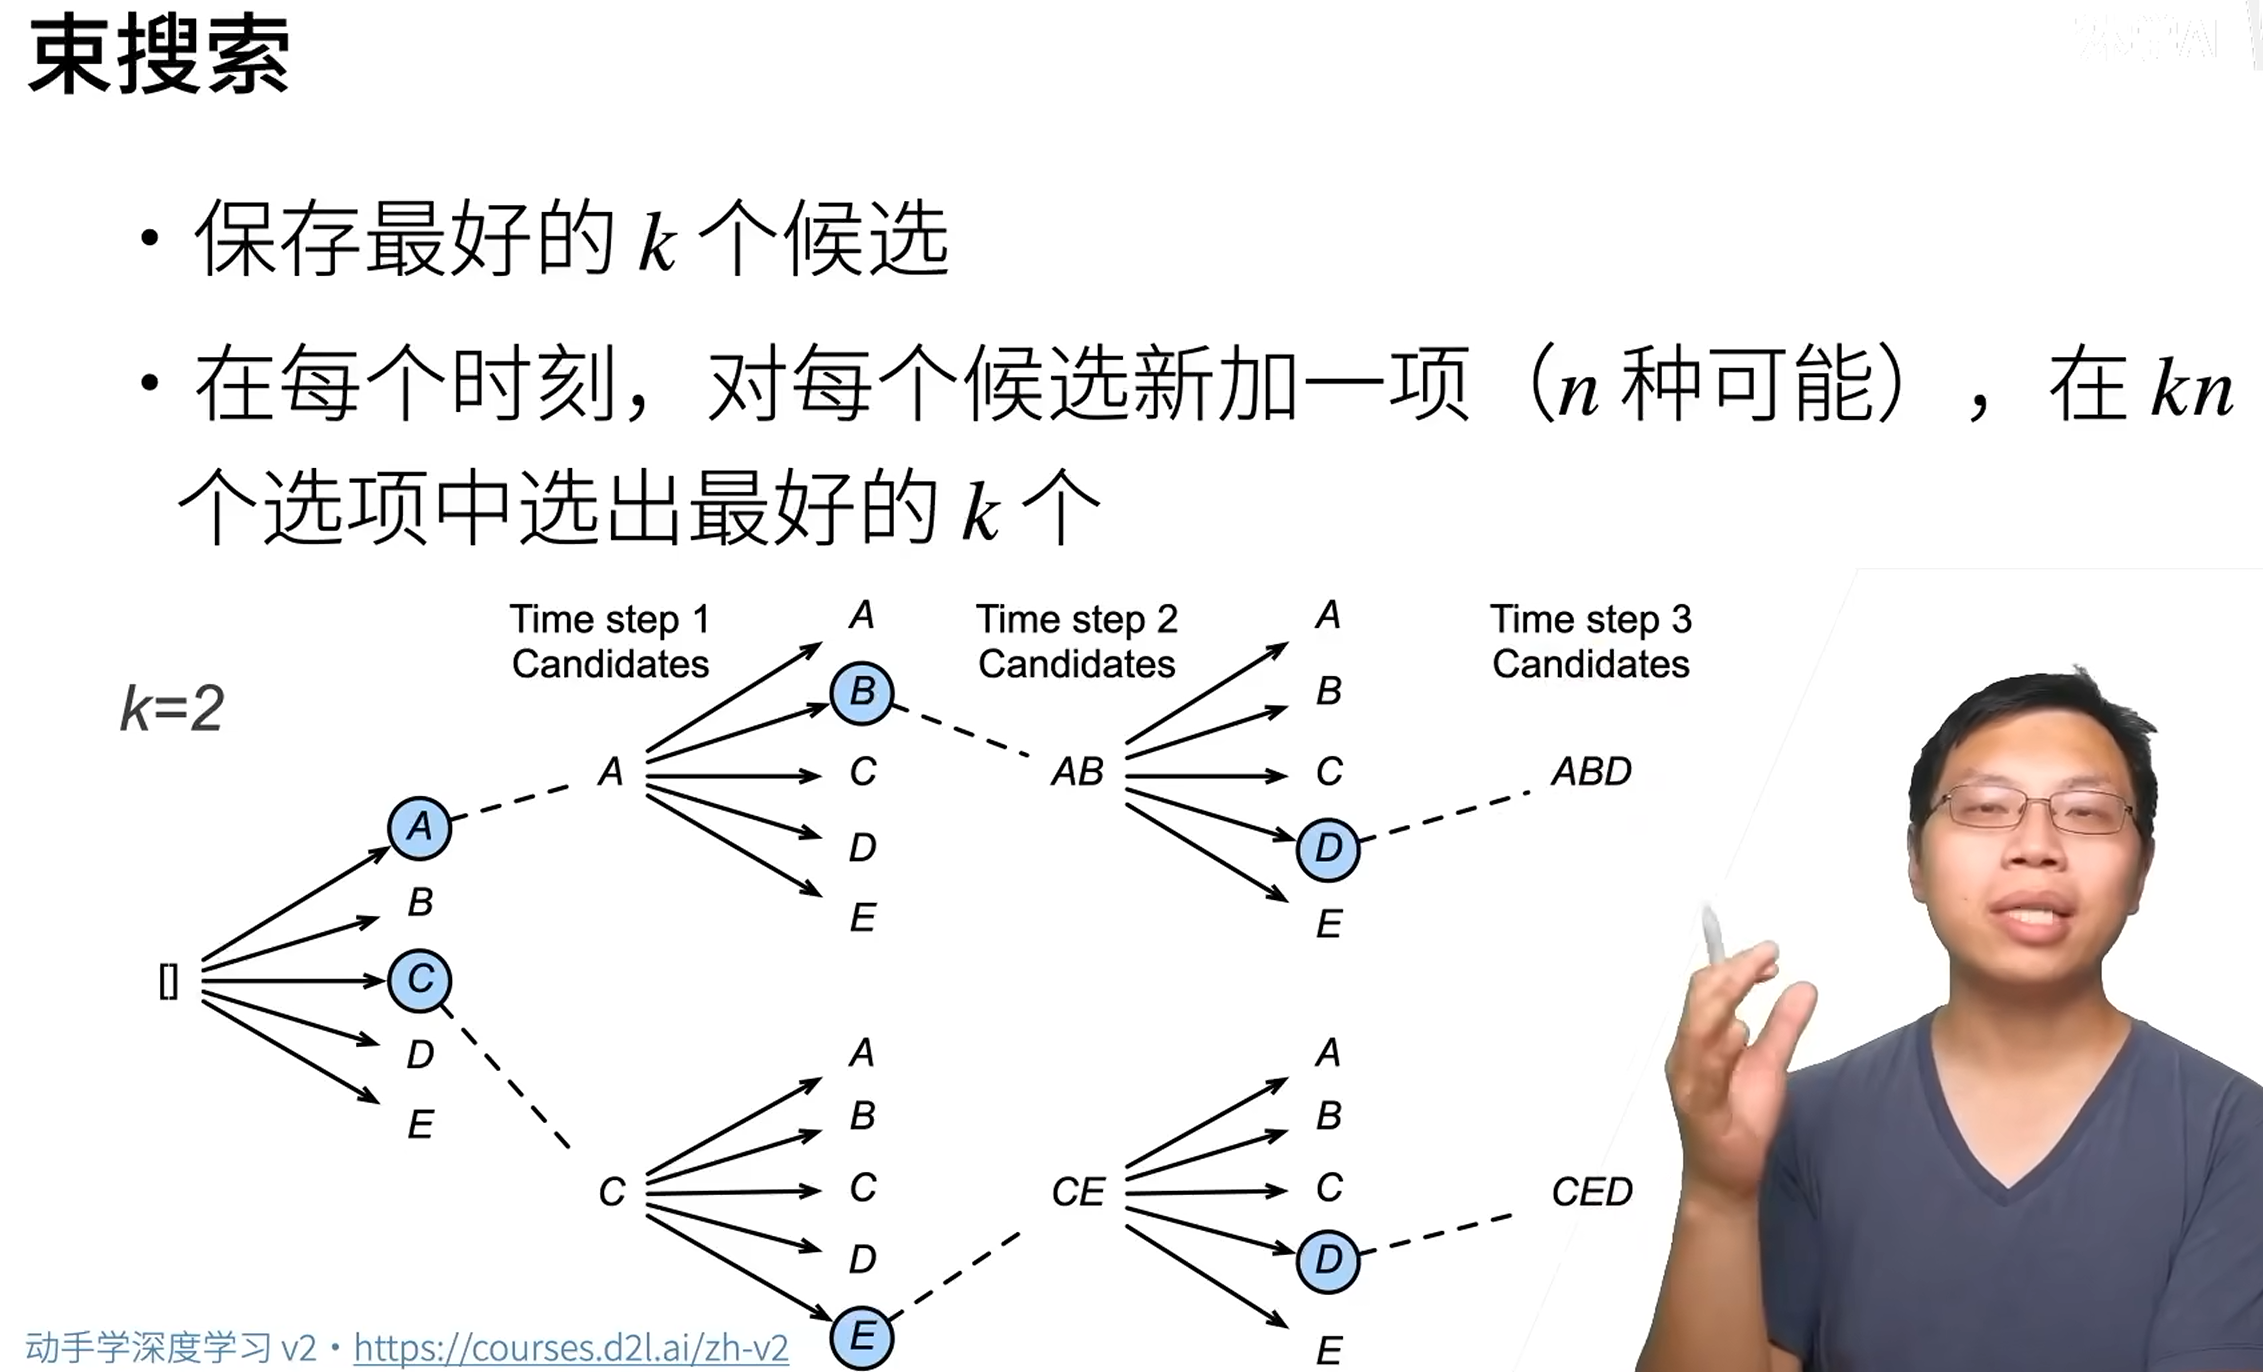 束搜索
• 保存最好的 k 个候选
• 在每个时刻，对每个候选新加一项（n 种可能），在 kn
个选项中选出最好的 k 个
k=2
Time step 1
Candidates
Time step 2
Candidates
Time step 3
Candidates
[]
A
B
C
D
E
A
A
B
C
D
E
C
A
B
C
D
E
AB
A
B
C
D
E
CE
A
B
C
D
E
ABD
CED
动手学深度学习 v2 • https://courses.d2l.ai/zh-v2